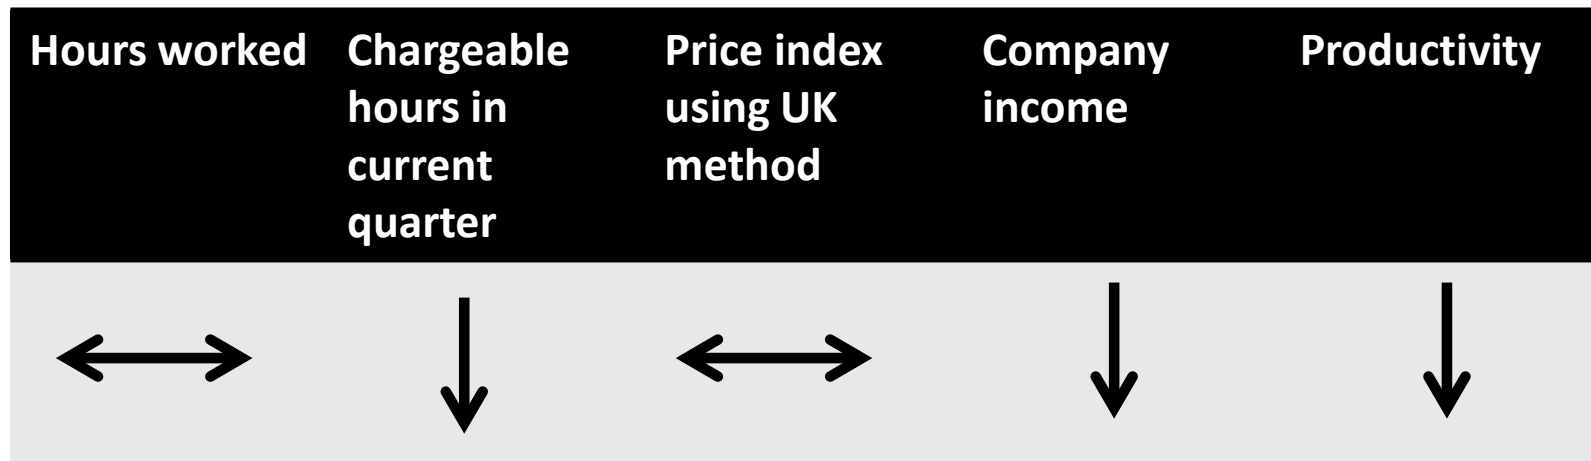 Hours worked
Chargeable
hours in
current
quarter
Price index
using UK
method
Company
income
Productivity